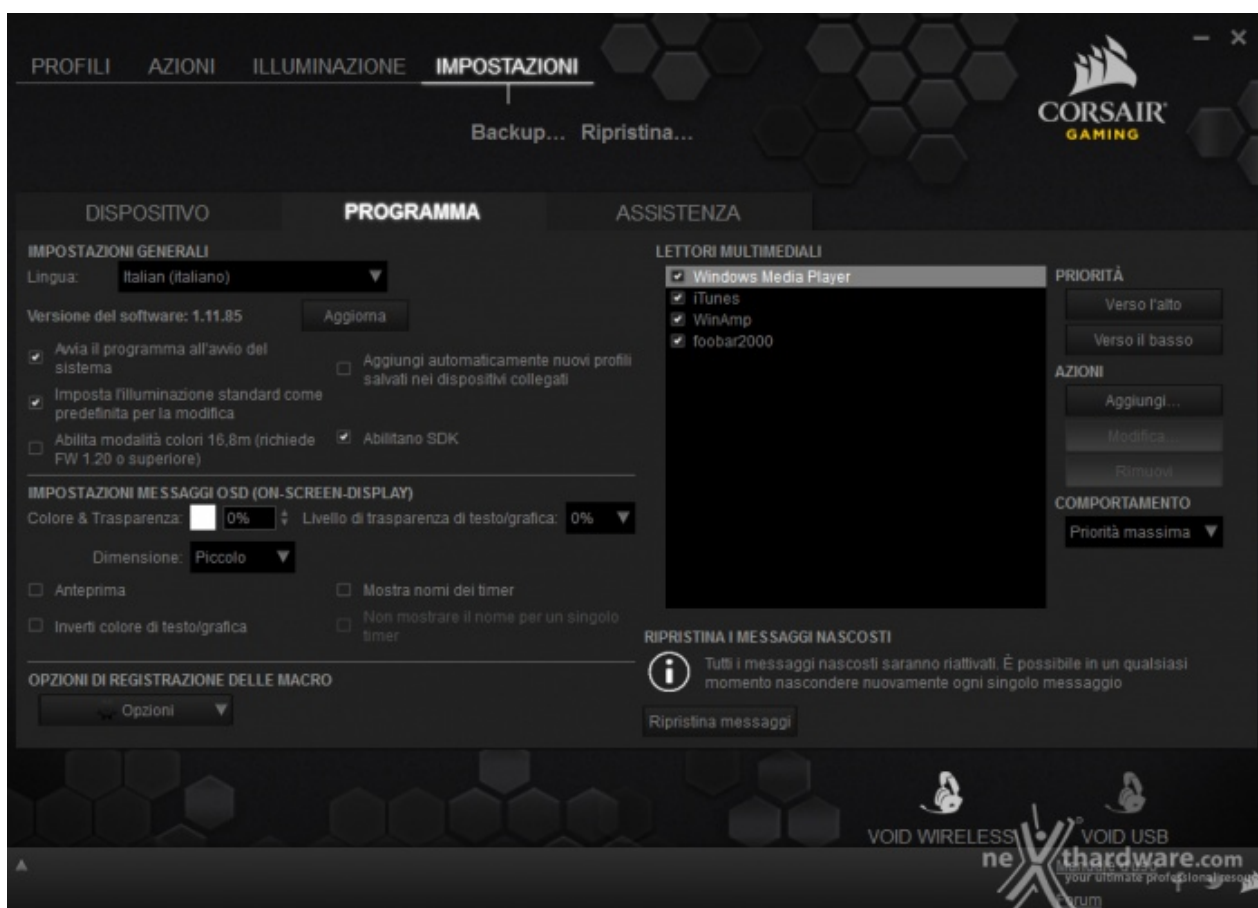 PROFILI AZIONI ILLUMINAZIONE IMPOSTAZIONI
Backup... Ripristina...
CORSAIR
GAMING
DISPOSITIVO PROGRAMMA ASSISTENZA
IMPOSTAZIONI GENERALI
Lingua: Italian (italiano)
Versione del software: 1.11.85 Aggiorna
Avvia il programma all'avvio del
sistema
Aggiungi automaticamente nuovi profili
salvati nei dispositivi collegati
Imposta l'illuminazione standard come
predefinita per la modifica
Abilita modalità colori 16,8m (richiede
FW 1.20 o superiore)
Abilitano SDK
IMPOSTAZIONI MESSAGGI OSD (ON-SCREEN-DISPLAY)
Colore & Trasparenza: 0% Livello di trasparenza di testo/grafica: 0%
Dimensione: Piccolo
Anteprima Mostra nomi dei timer
Inverti colore di testo/grafica
Non mostrare il nome per un singolo
timer
OPZIONI DI REGISTRAZIONE DELLE MACRO
Opzioni
LETTORI MULTIMEDIALI
Windows Media Player
iTunes
WinAmp
foobar2000
PRIORITÀ
Verso l'alto
Verso il basso
AZIONI
Aggiungi...
Modifica...
Rimuovi
COMPORTAMENTO
Priorità massima
RIPRISTINA I MESSAGGI NASCOSTI
Tutti i messaggi nascosti saranno riattivati. È possibile in un qualsiasi
momento nascondere nuovamente ogni singolo messaggio
Ripristina messaggi
VOID WIRELESS VOID USB
nexthardware.com
Manuale d'uso
your ultimate professional resource
Forum